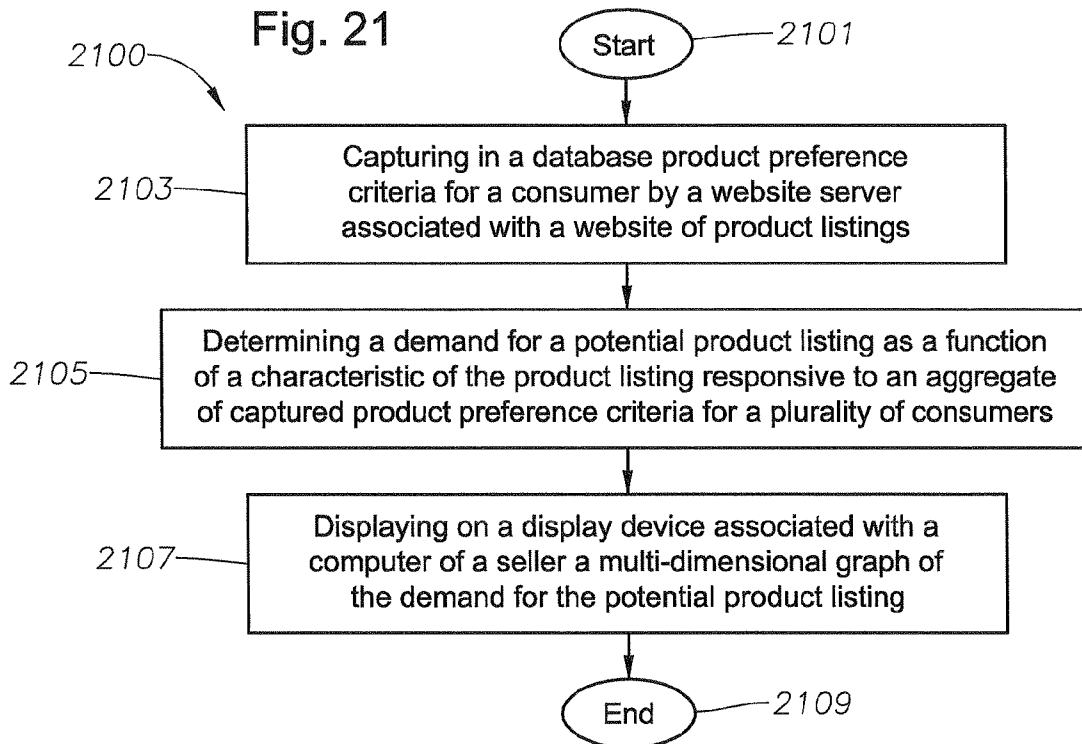 Fig. 21
2100
Start
2101
2103
Capturing in a database product preference
criteria for a consumer by a website server
associated with a website of product listings
2105
Determining a demand for a potential product listing as a function
of a characteristic of the product listing responsive to an aggregate
of captured product preference criteria for a plurality of consumers
2107
Displaying on a display device associated with a
computer of a seller a multi-dimensional graph of
the demand for the potential product listing
End
2109